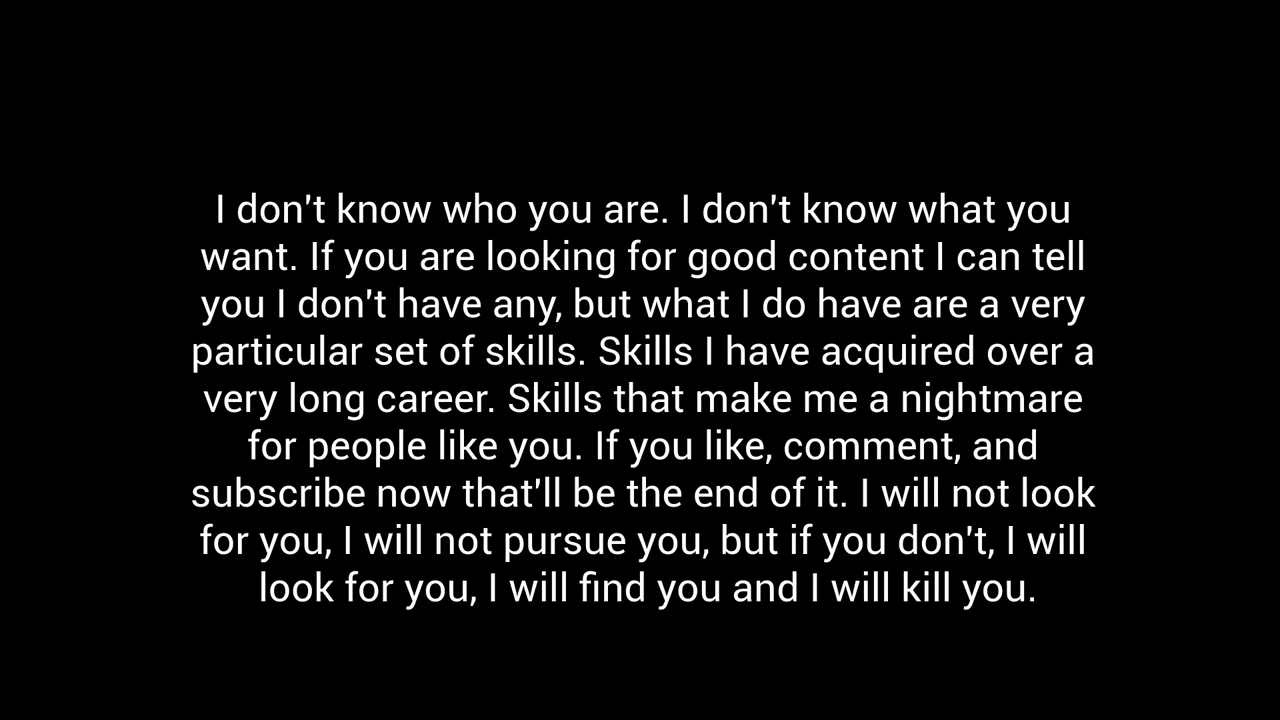 I don't know who you are. I don't know what you
want. If you are looking for good content I can tell
you I don't have any, but what I do have are a very
particular set of skills. Skills I have acquired over a
very long career. Skills that make me a nightmare
for people like you. If you like, comment, and
subscribe now that'll be the end of it. I will not look
for you, I will not pursue you, but if you don't, I will
look for you, I will find you and I will kill you.